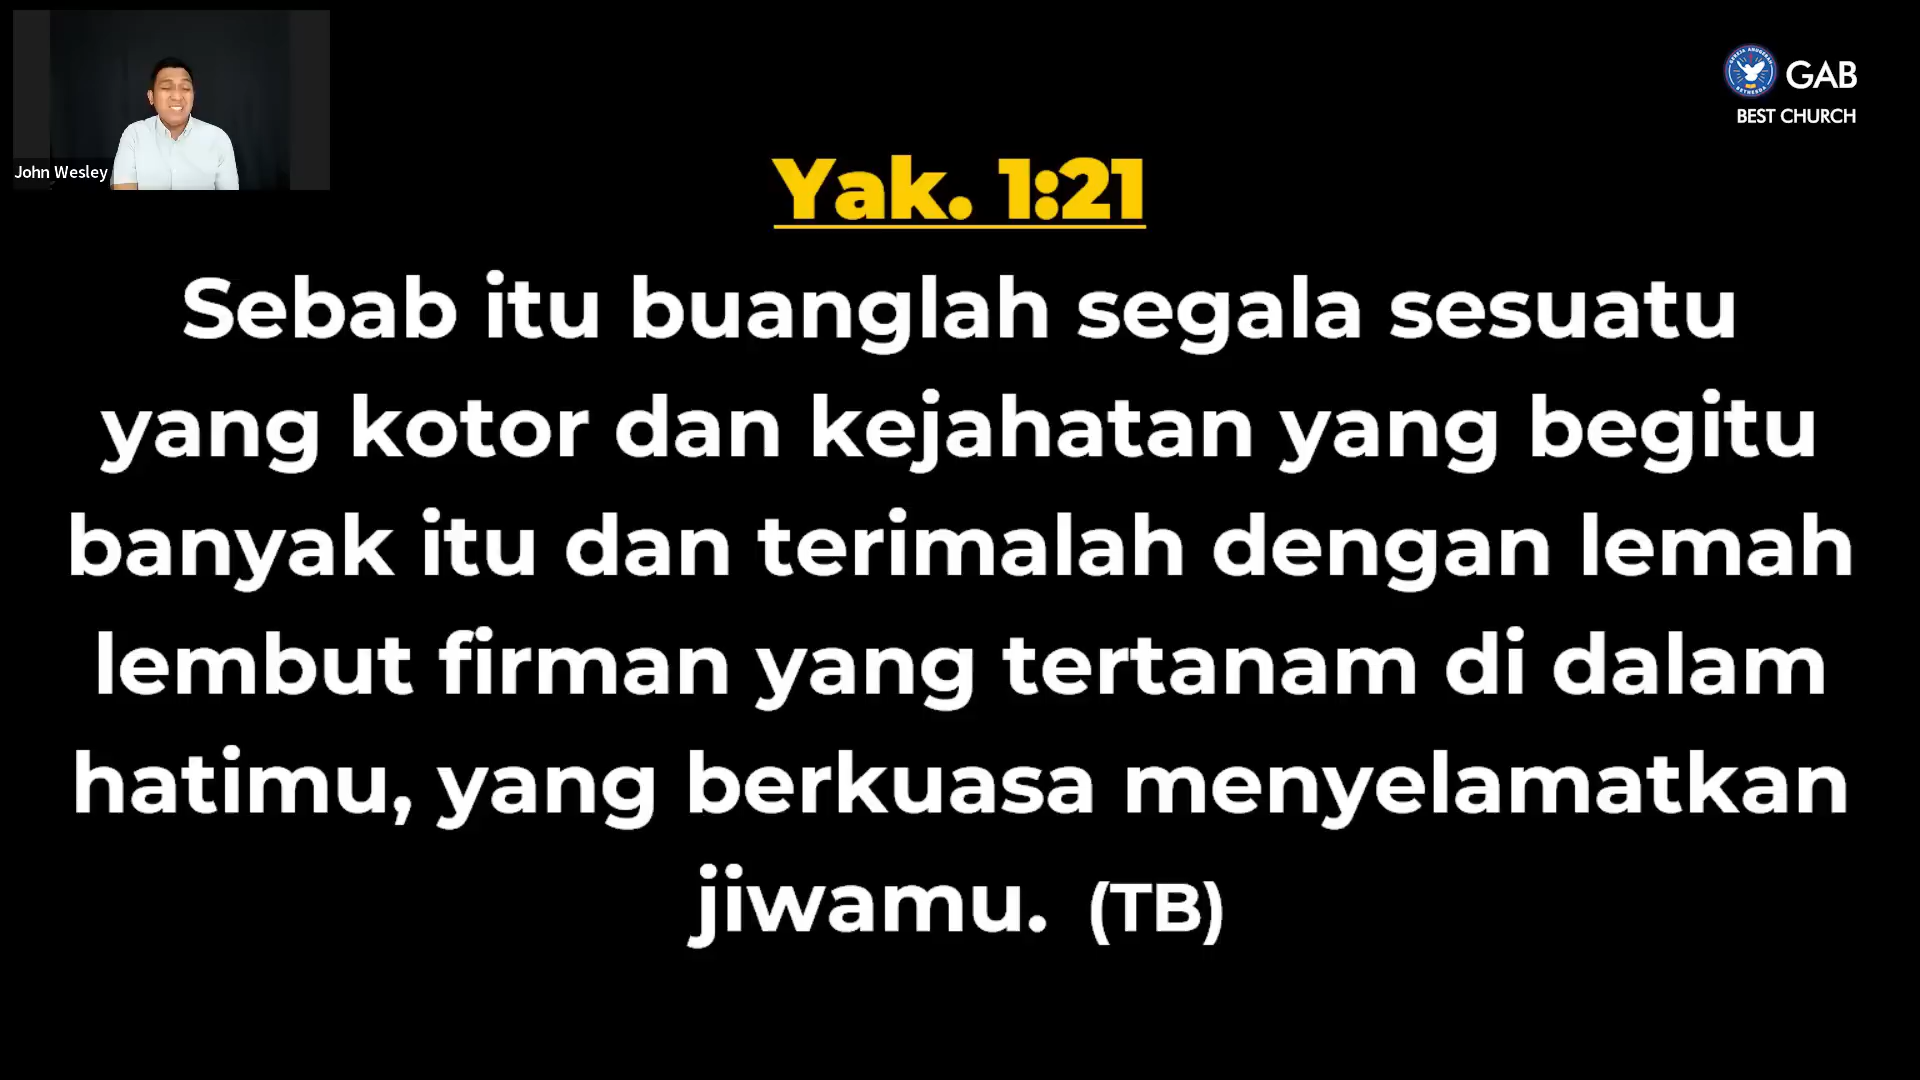 John Wesley
GAB
BEST CHURCH
Yak. 1:21
Sebab itu buanglah segala sesuatu
yang kotor dan kejahatan yang begitu
banyak itu dan terimalah dengan lemah
lembut firman yang tertanam di dalam
hatimu, yang berkuasa menyelamatkan
jiwamu. (TB)